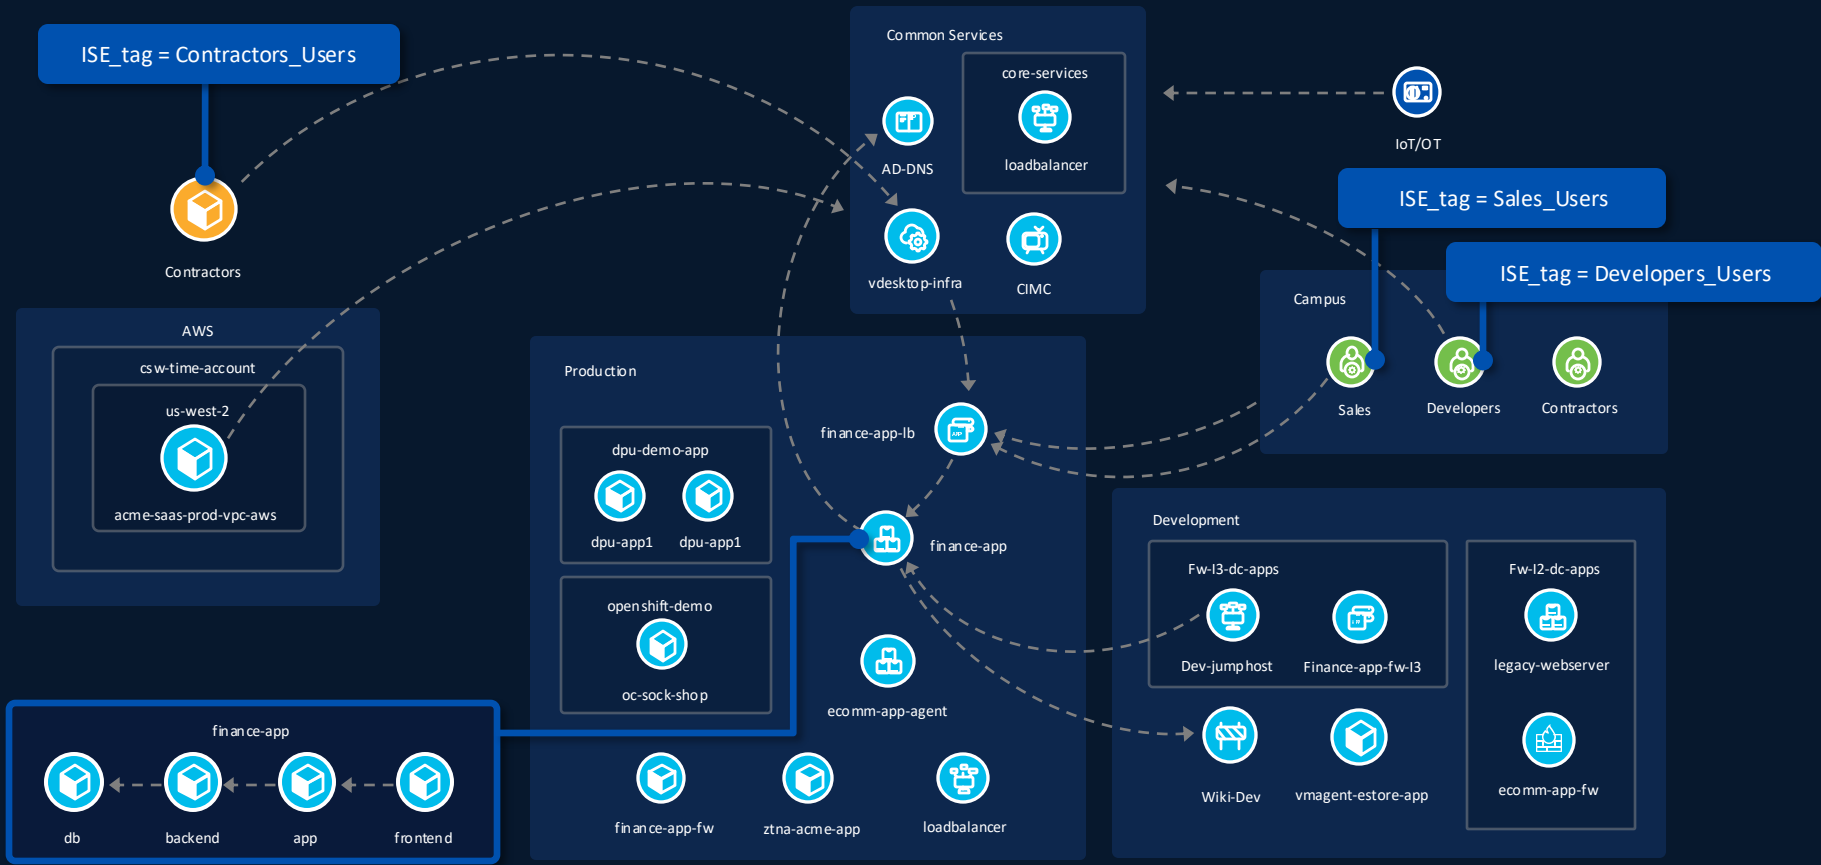 ISE_tag = Contractors_Users
Contractors
Common Services
core-services
loadbalancer
AD-DNS
vdesktop-infra
CIMC
IoT/OT
ISE_tag = Sales_Users
ISE_tag = Developers_Users
Campus
Sales
Developers
Contractors
AWS
csw-time-account
us-west-2
acme-saas-prod-vpc-aws
Production
finance-app-lb
APP
dpu-demo-app
dpu-app1
dpu-app1
finance-app
openshift-demo
oc-sock-shop
ecomm-app-agent
finance-app-fw
ztna-acme-app
loadbalancer
Development
Fw-I3-dc-apps
Dev-jumphost
Finance-app-fw-I3
Fw-I2-dc-apps
legacy-webserver
ecomm-app-fw
Wiki-Dev
vmagent-estore-app
finance-app
db
backend
app
frontend